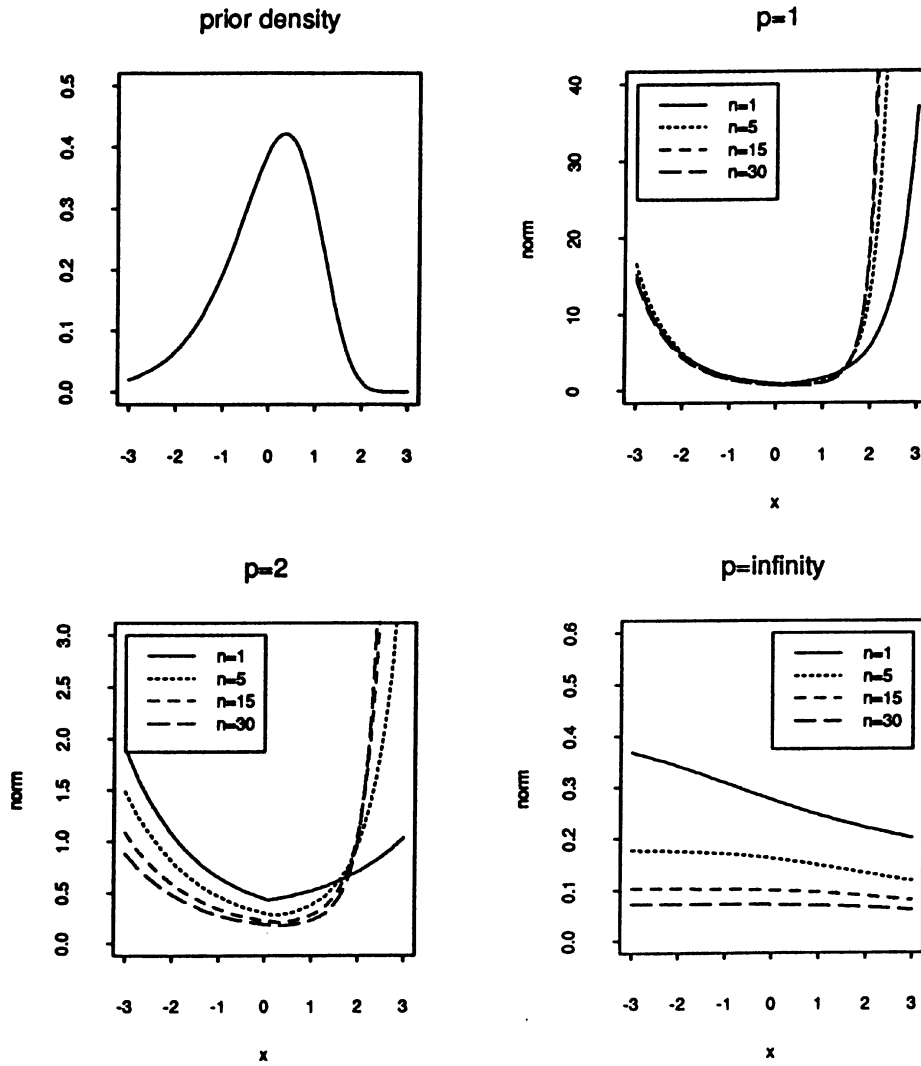 prior density
0.5
0.4
0.3
0.2
0.1
0.0
-3 -2 -1 0 1 2 3
p=1
norm
40
30
20
10
0
n=1
n=5
n=15
n=30
-3 -2 -1 0 1 2 3
x
p=2
norm
3.0
2.5
2.0
1.5
1.0
0.5
0.0
n=1
n=5
n=15
n=30
-3 -2 -1 0 1 2 3
x
p=infinity
norm
0.6
0.5
0.4
0.3
0.2
0.1
0.0
n=1
n=5
n=15
n=30
-3 -2 -1 0 1 2 3
x